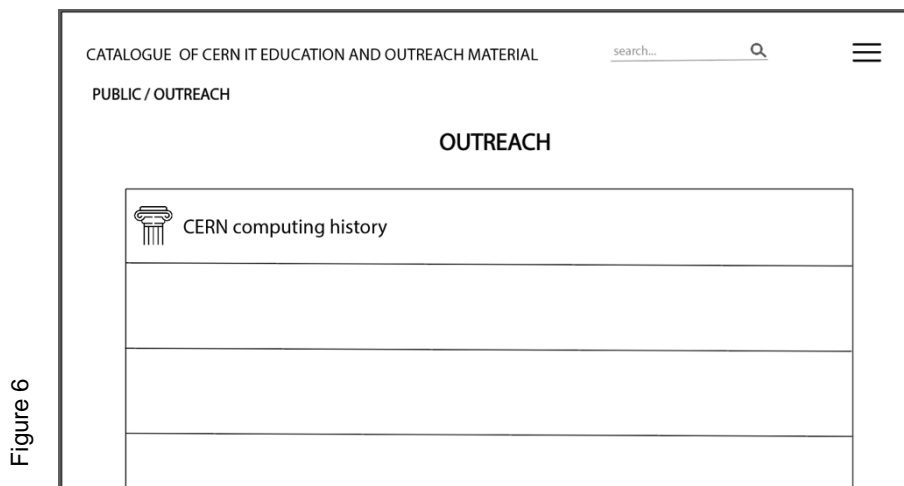 CATALOGUE OF CERN IT EDUCATION AND OUTREACH MATERIAL
search...
PUBLIC / OUTREACH
OUTREACH
CERN computing history
Figure 6